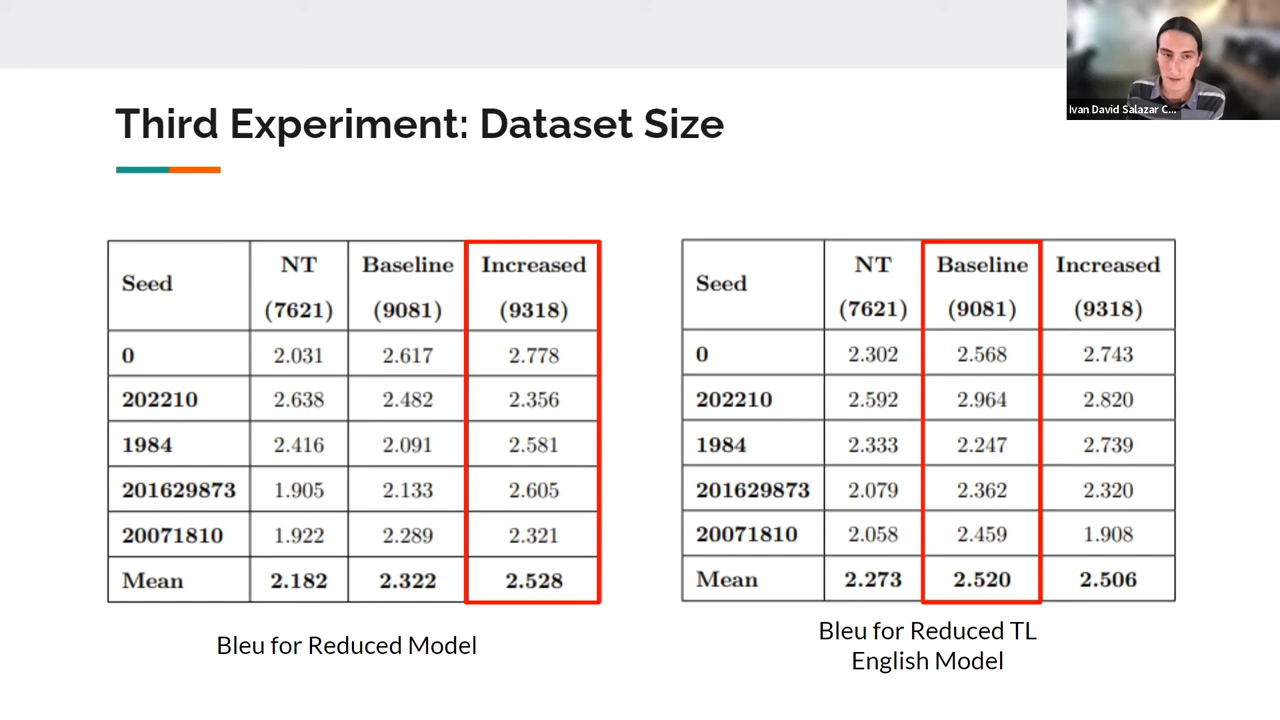 Ivan David Salazar C...
Third Experiment: Dataset Size
Seed NT (7621) Baseline (9081) Increased (9318)
0 2.031 2.617 2.778
202210 2.638 2.482 2.356
1984 2.416 2.091 2.581
201629873 1.905 2.133 2.605
20071810 1.922 2.289 2.321
Mean 2.182 2.322 2.528
Bleu for Reduced Model
Seed NT (7621) Baseline (9081) Increased (9318)
0 2.302 2.568 2.743
202210 2.592 2.964 2.820
1984 2.333 2.247 2.739
201629873 2.079 2.362 2.320
20071810 2.058 2.459 1.908
Mean 2.273 2.520 2.506
Bleu for Reduced TL
English Model